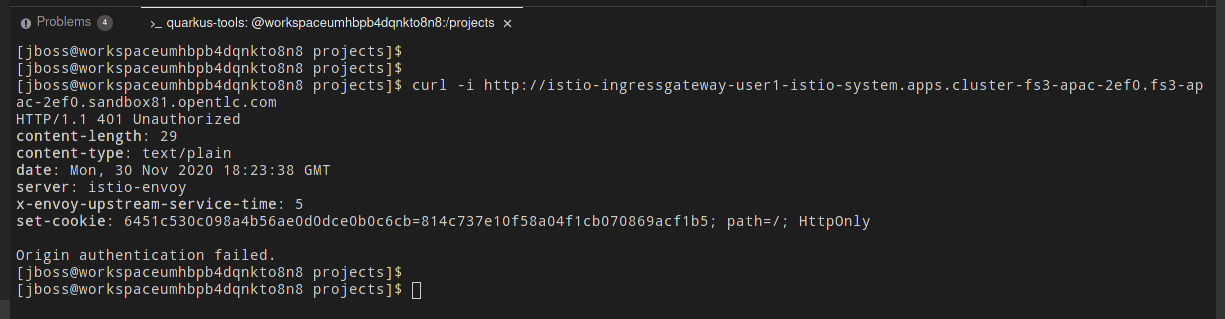 Problems 4 >_ quarkus-tools: @workspaceumhbpb4dqnkto8n8:/projects ×
[jboss@workspaceumhbpb4dqnkto8n8 projects]$
[jboss@workspaceumhbpb4dqnkto8n8 projects]$
[jboss@workspaceumhbpb4dqnkto8n8 projects]$ curl -i http://istio-ingressgateway-user1-istio-system.apps.cluster-fs3-apac-2ef0.fs3-ap
ac-2ef0.sandbox81.opentlc.com
HTTP/1.1 401 Unauthorized
content-length: 29
content-type: text/plain
date: Mon, 30 Nov 2020 18:23:38 GMT
server: istio-envoy
x-envoy-upstream-service-time: 5
set-cookie: 6451c530c098a4b56ae0d0dce0b0c6cb=814c737e10f58a04f1cb070869acf1b5; path=/; HttpOnly
Origin authentication failed.
[jboss@workspaceumhbpb4dqnkto8n8 projects]$
[jboss@workspaceumhbpb4dqnkto8n8 projects]$